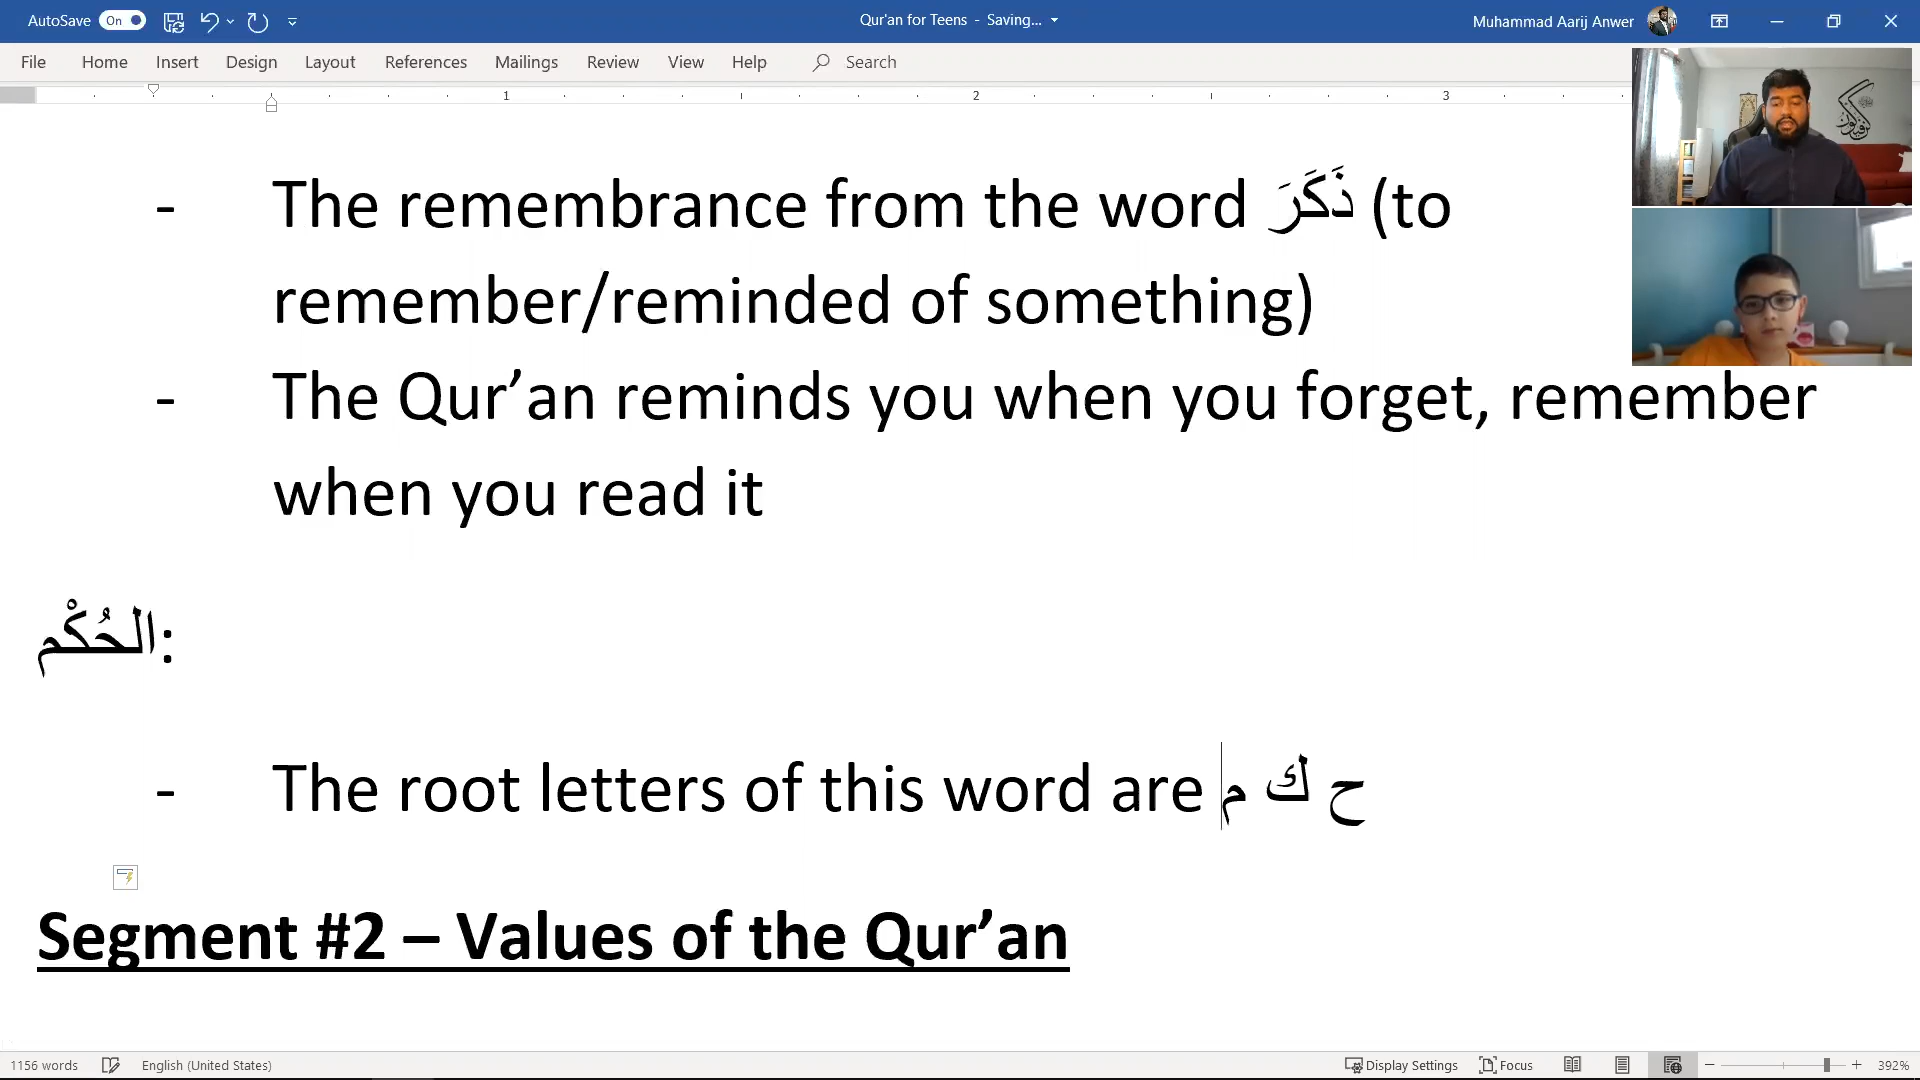 AutoSave On Qur'an for Teens - Saving... Muhammad Aarij Anwer
File Home Insert Design Layout References Mailings Review View Help Search
1 2 3
- The remembrance from the word ذَكَرَ (to
remember/reminded of something)
- The Qur’an reminds you when you forget, remember
when you read it
الحُكْم:
- The root letters of this word are ح ك م
Segment #2 – Values of the Qur’an
1156 words English (United States) Display Settings Focus 392%